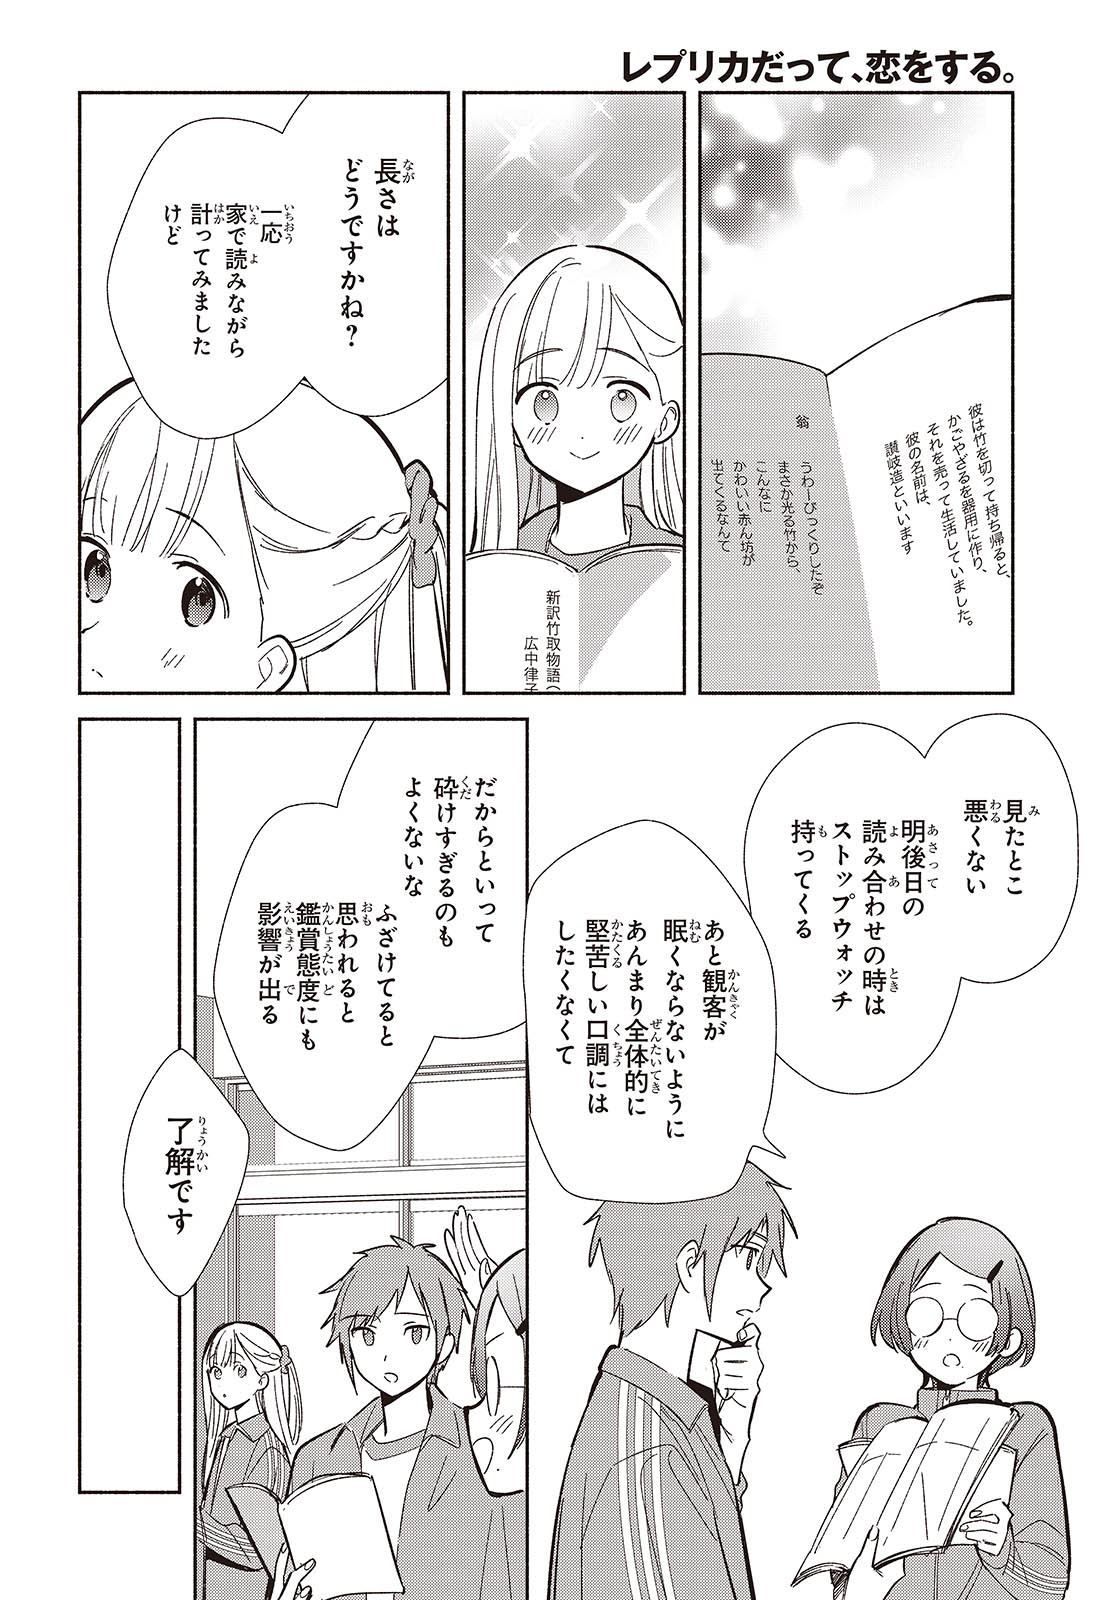 レプリカだって、恋をする。
彼は竹を切って持ち帰ると、
かごやざるを器用に作り、
それを売って生活していました。
彼の名前は、
讃岐造といいます
翁
うわーびっくりしたぞ
まさか光る竹から、
こんなに
かわいい赤ん坊が
出てくるなんて
新訳竹取物語(
広中律子
長さは
どうですかね?
一応
家で読みながら
計ってみました
けど
見たとこ
悪くない
明後日の
読み合わせの時は
ストップウォッチ
持ってくる
あと観客が
眠くならないように
あんまり全体的に
堅苦しい口調には
したくなくて
だからといって
砕けすぎるのも
よくないな
ふざけてると
思われると
鑑賞態度にも
影響が出る
了解です